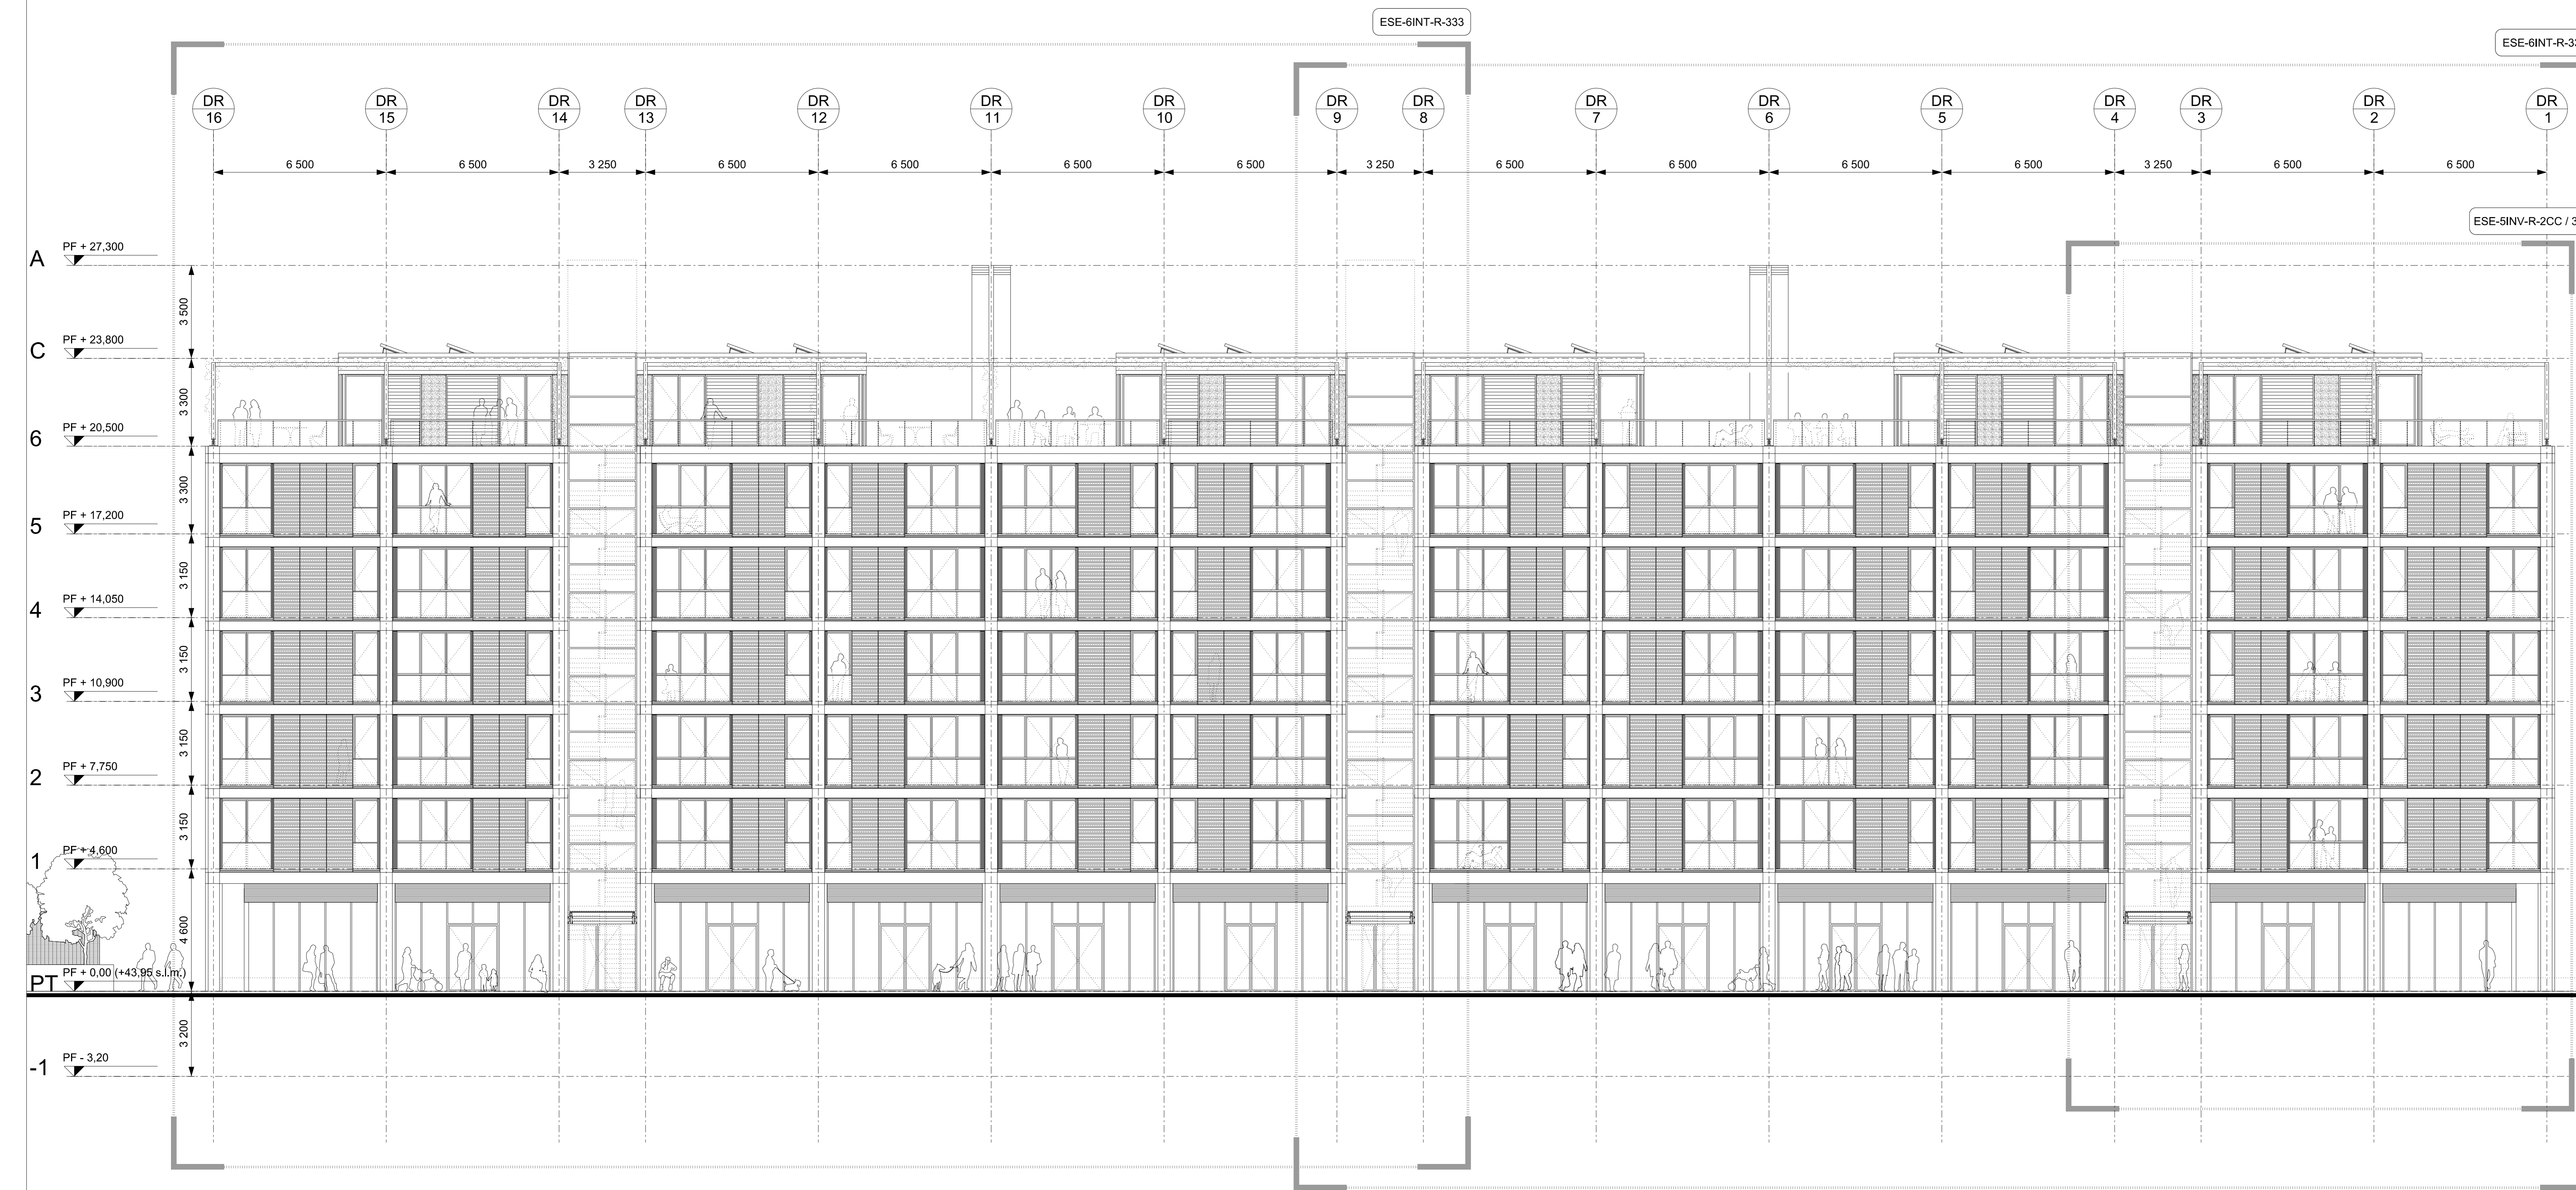 ESE-6INT-R-333
ESE-6INT-R-33
DR 16
DR 15
DR 14
DR 13
DR 12
DR 11
DR 10
DR 9
DR 8
DR 7
DR 6
DR 5
DR 4
DR 3
DR 2
DR 1
6 500
6 500
3 250
6 500
6 500
6 500
6 500
3 250
6 500
6 500
6 500
6 500
3 250
6 500
6 500
ESE-5INV-R-2CC / 3
A
PF + 27,300
3 500
C
PF + 23,800
3 300
6
PF + 20,500
3 300
5
PF + 17,200
3 150
4
PF + 14,050
3 150
3
PF + 10,900
3 150
2
PF + 7,750
3 150
1
PF + 4,600
4 600
PT
PF + 0,00 (+43,95 s.l.m.)
3 200
-1
PF - 3,20